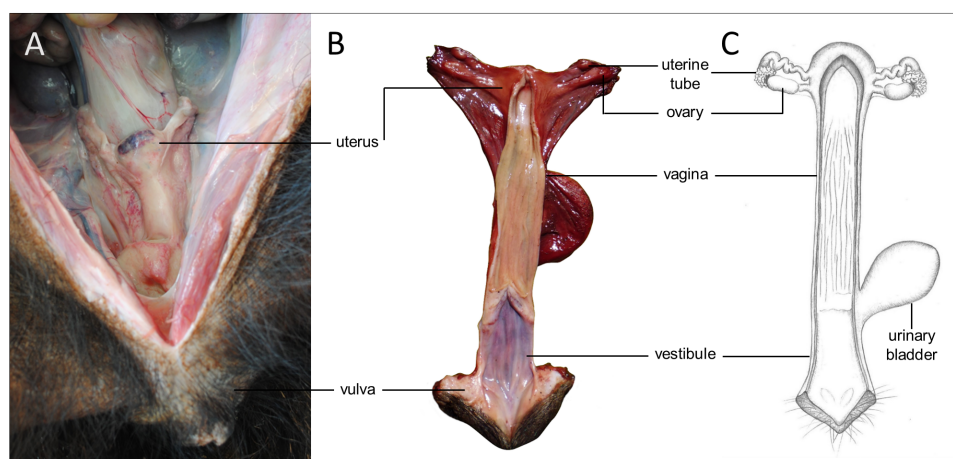 A
B
C
uterine
tube
ovary
uterus
vagina
urinary
bladder
vestibule
vulva